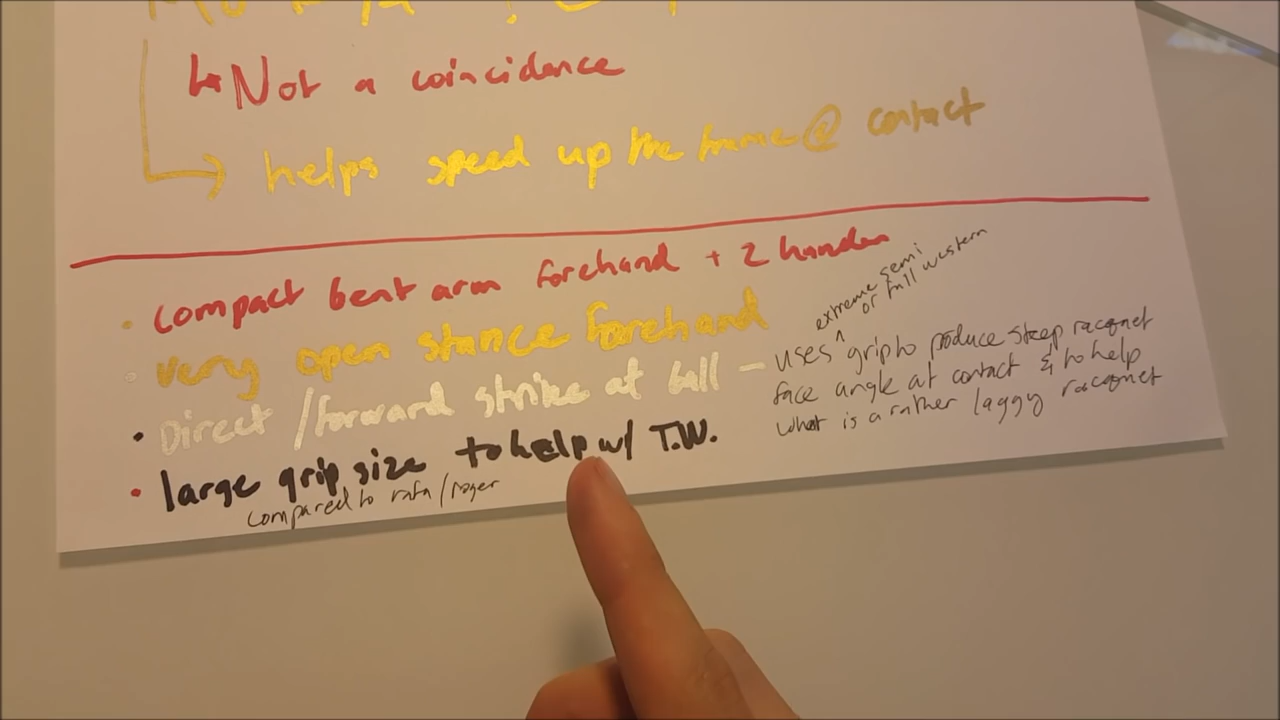 ↳ Not a coincidence
→ helps speed up the frame @ contact
• compact bent arm forehand + 2 hander
• very open stance forehand
• Direct / forward strike at ball – uses ^ grip to produce steep racqnet
extreme semi
or full western
face angle at contact & to help
what is a rather laggy racqnet
• large grip size to help w/ T.W.
compared to rafa / roger